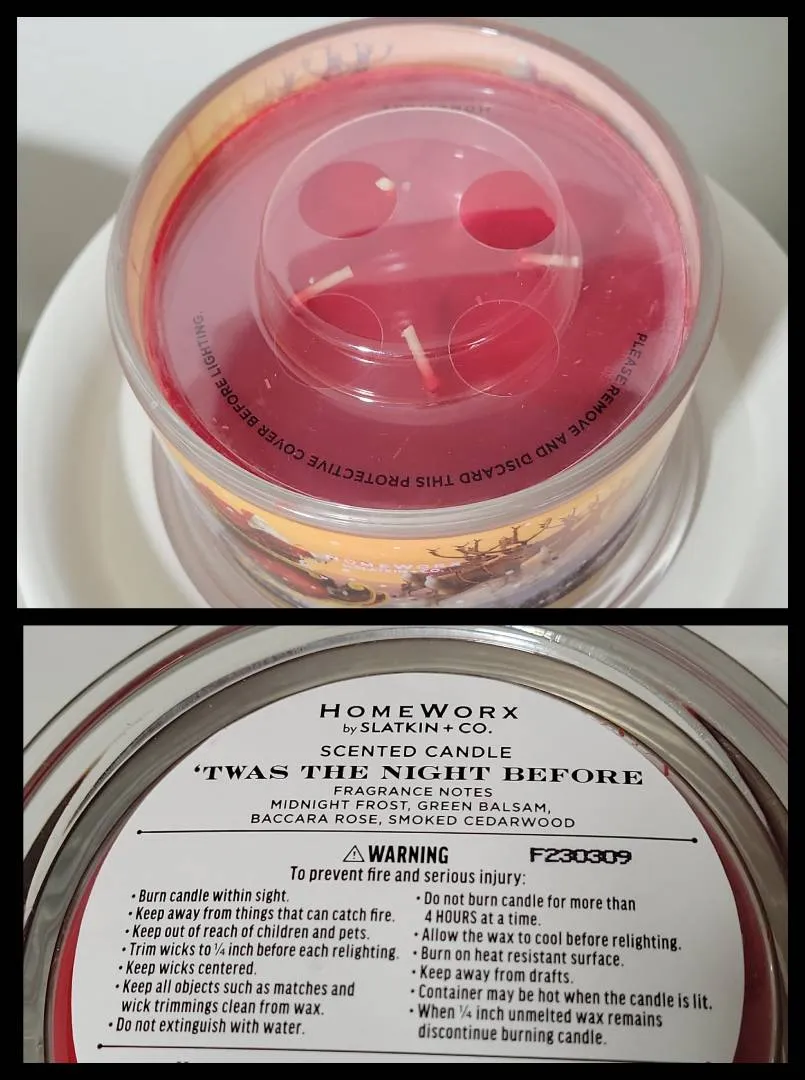 PLEASE REMOVE AND DISCARD THIS PROTECTIVE COVER BEFORE LIGHTING.
HOMEWORX
HOMEWORX
by SLATKIN + CO.
SCENTED CANDLE
‘TWAS THE NIGHT BEFORE
FRAGRANCE NOTES
MIDNIGHT FROST, GREEN BALSAM,
BACCARA ROSE, SMOKED CEDARWOOD
⚠ WARNING
F230309
To prevent fire and serious injury:
• Burn candle within sight.
• Keep away from things that can catch fire.
• Keep out of reach of children and pets.
• Trim wicks to ¼ inch before each relighting.
• Keep wicks centered.
• Keep all objects such as matches and
wick trimmings clean from wax.
• Do not extinguish with water.
• Do not burn candle for more than
4 HOURS at a time.
• Allow the wax to cool before relighting.
• Burn on heat resistant surface.
• Keep away from drafts.
• Container may be hot when the candle is lit.
• When ¼ inch unmelted wax remains
discontinue burning candle.